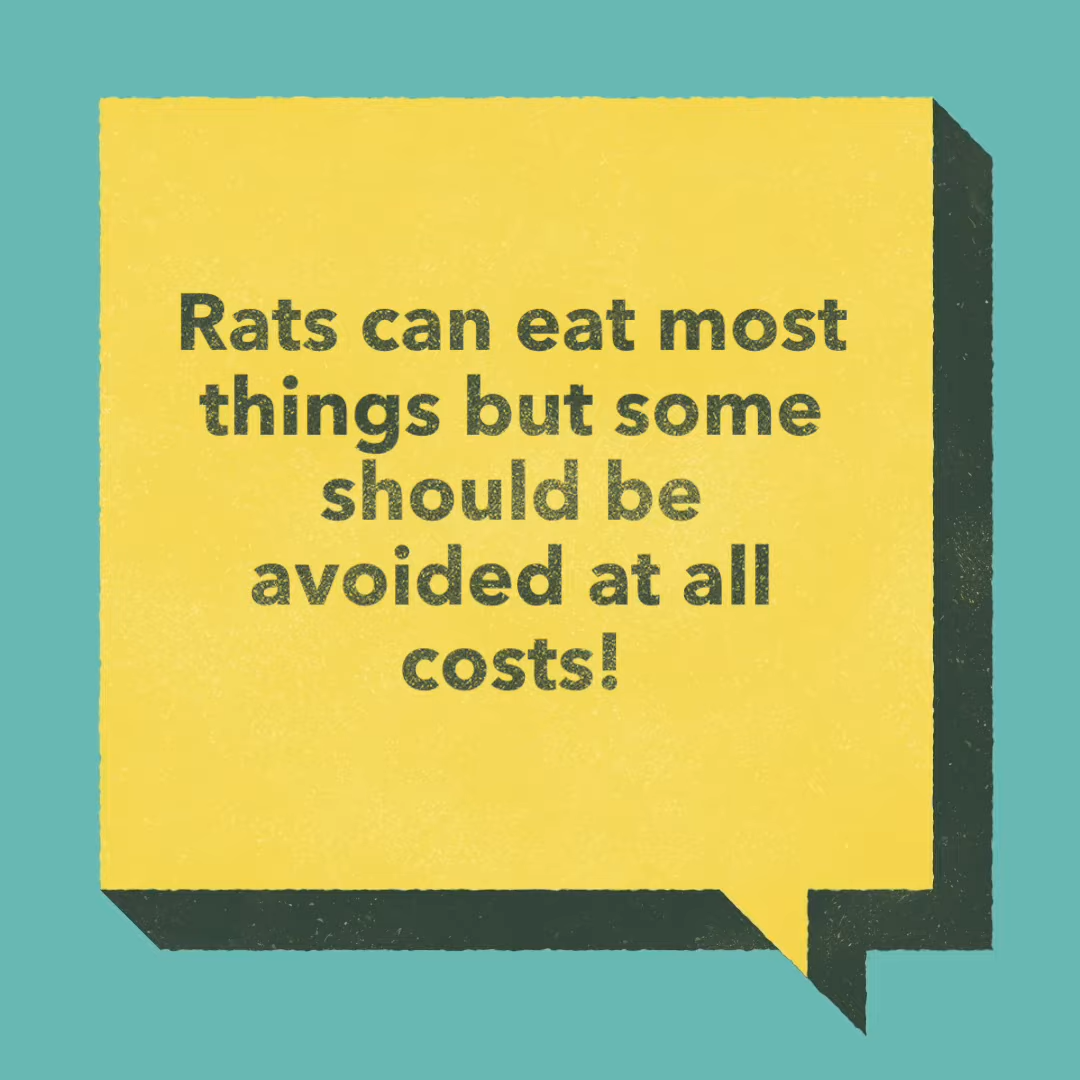 Rats can eat most
things but some
should be
avoided at all
costs!